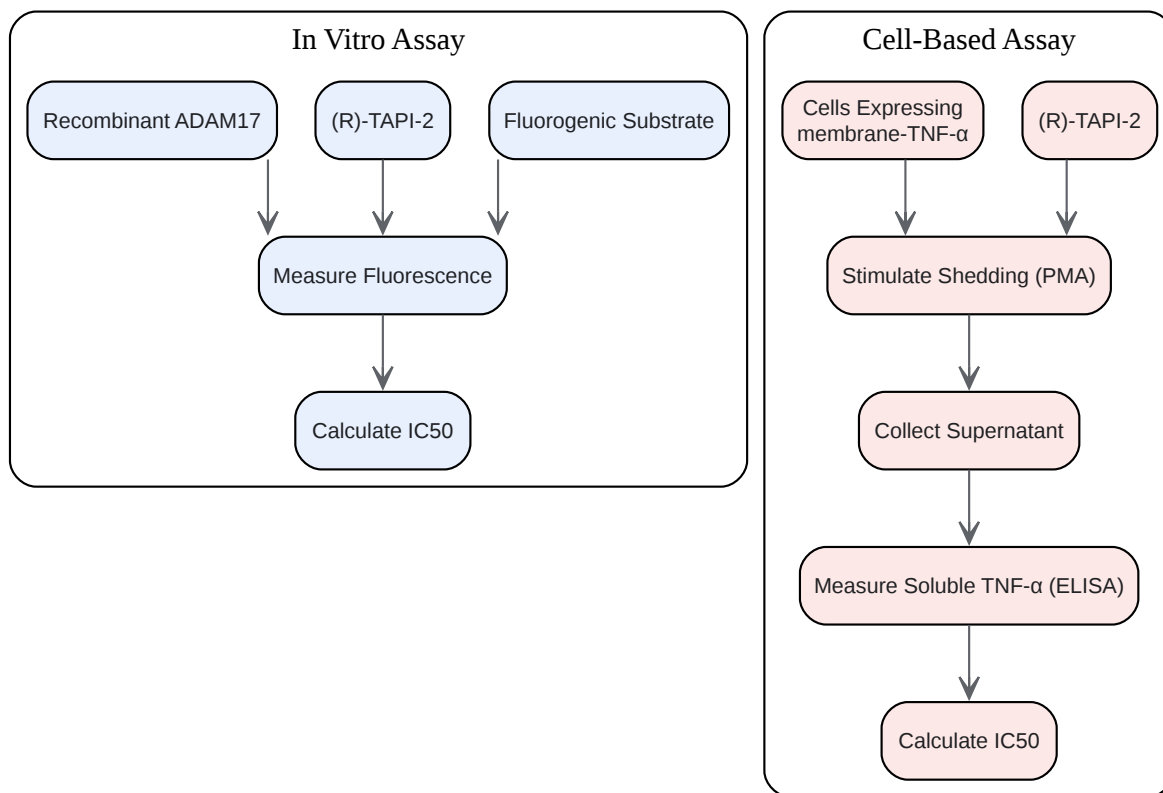 In Vitro Assay
Recombinant ADAM17
(R)-TAPI-2
Fluorogenic Substrate
Measure Fluorescence
Calculate IC50
Cell-Based Assay
Cells Expressing
membrane-TNF-α
(R)-TAPI-2
Stimulate Shedding (PMA)
Collect Supernatant
Measure Soluble TNF-α (ELISA)
Calculate IC50